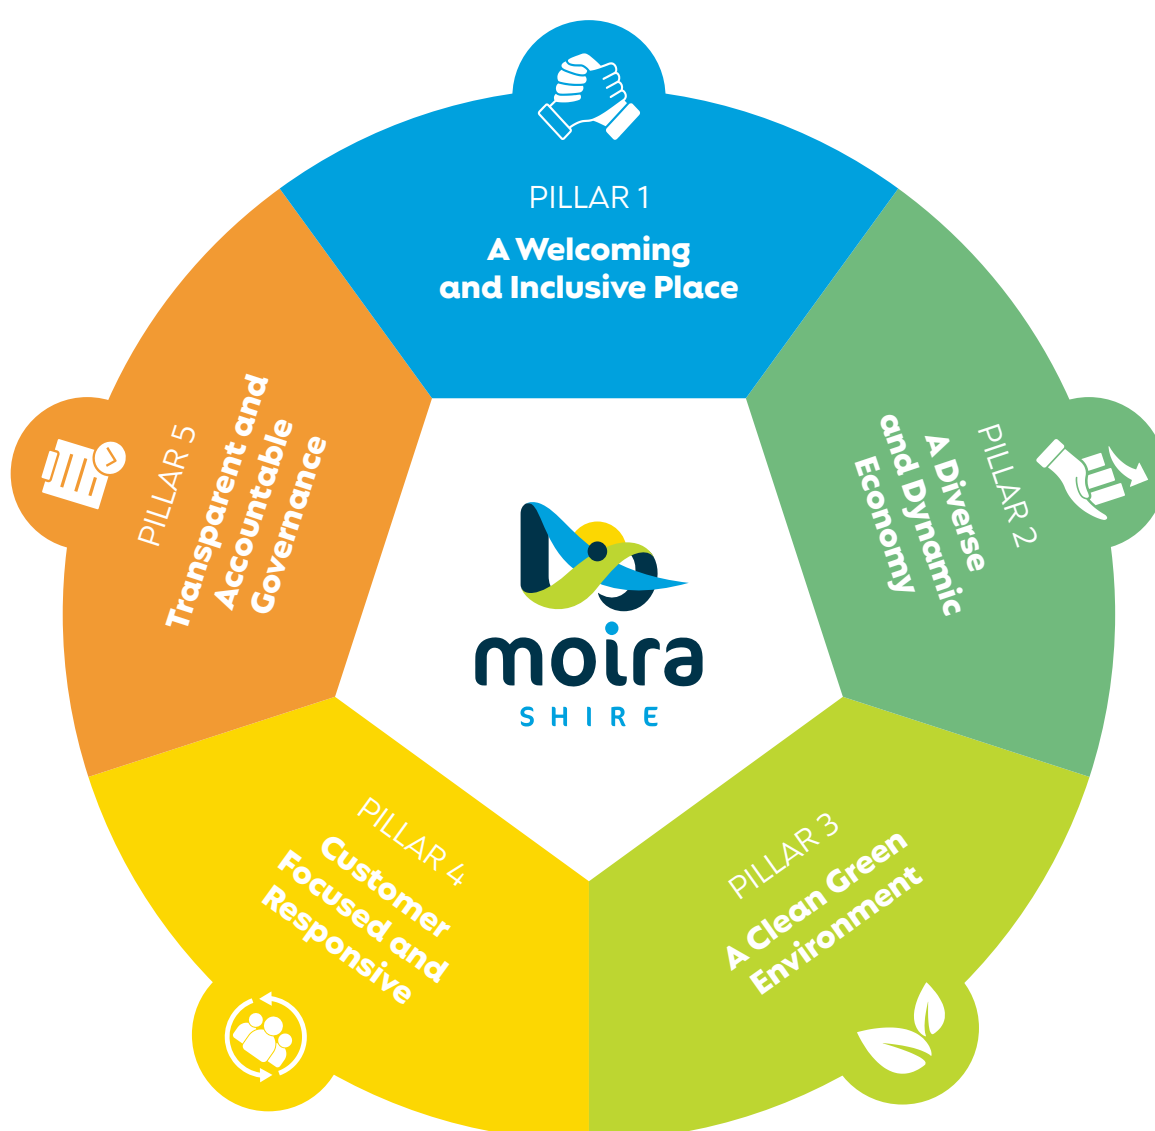 PILLAR 1
A Welcoming
and Inclusive Place
PILLAR 2
A Diverse
and Dynamic
Economy
PILLAR 3
A Clean Green
Environment
PILLAR 4
Customer
Focused and
Responsive
PILLAR 5
Transparent and
Accountable
Governance
moira
SHIRE